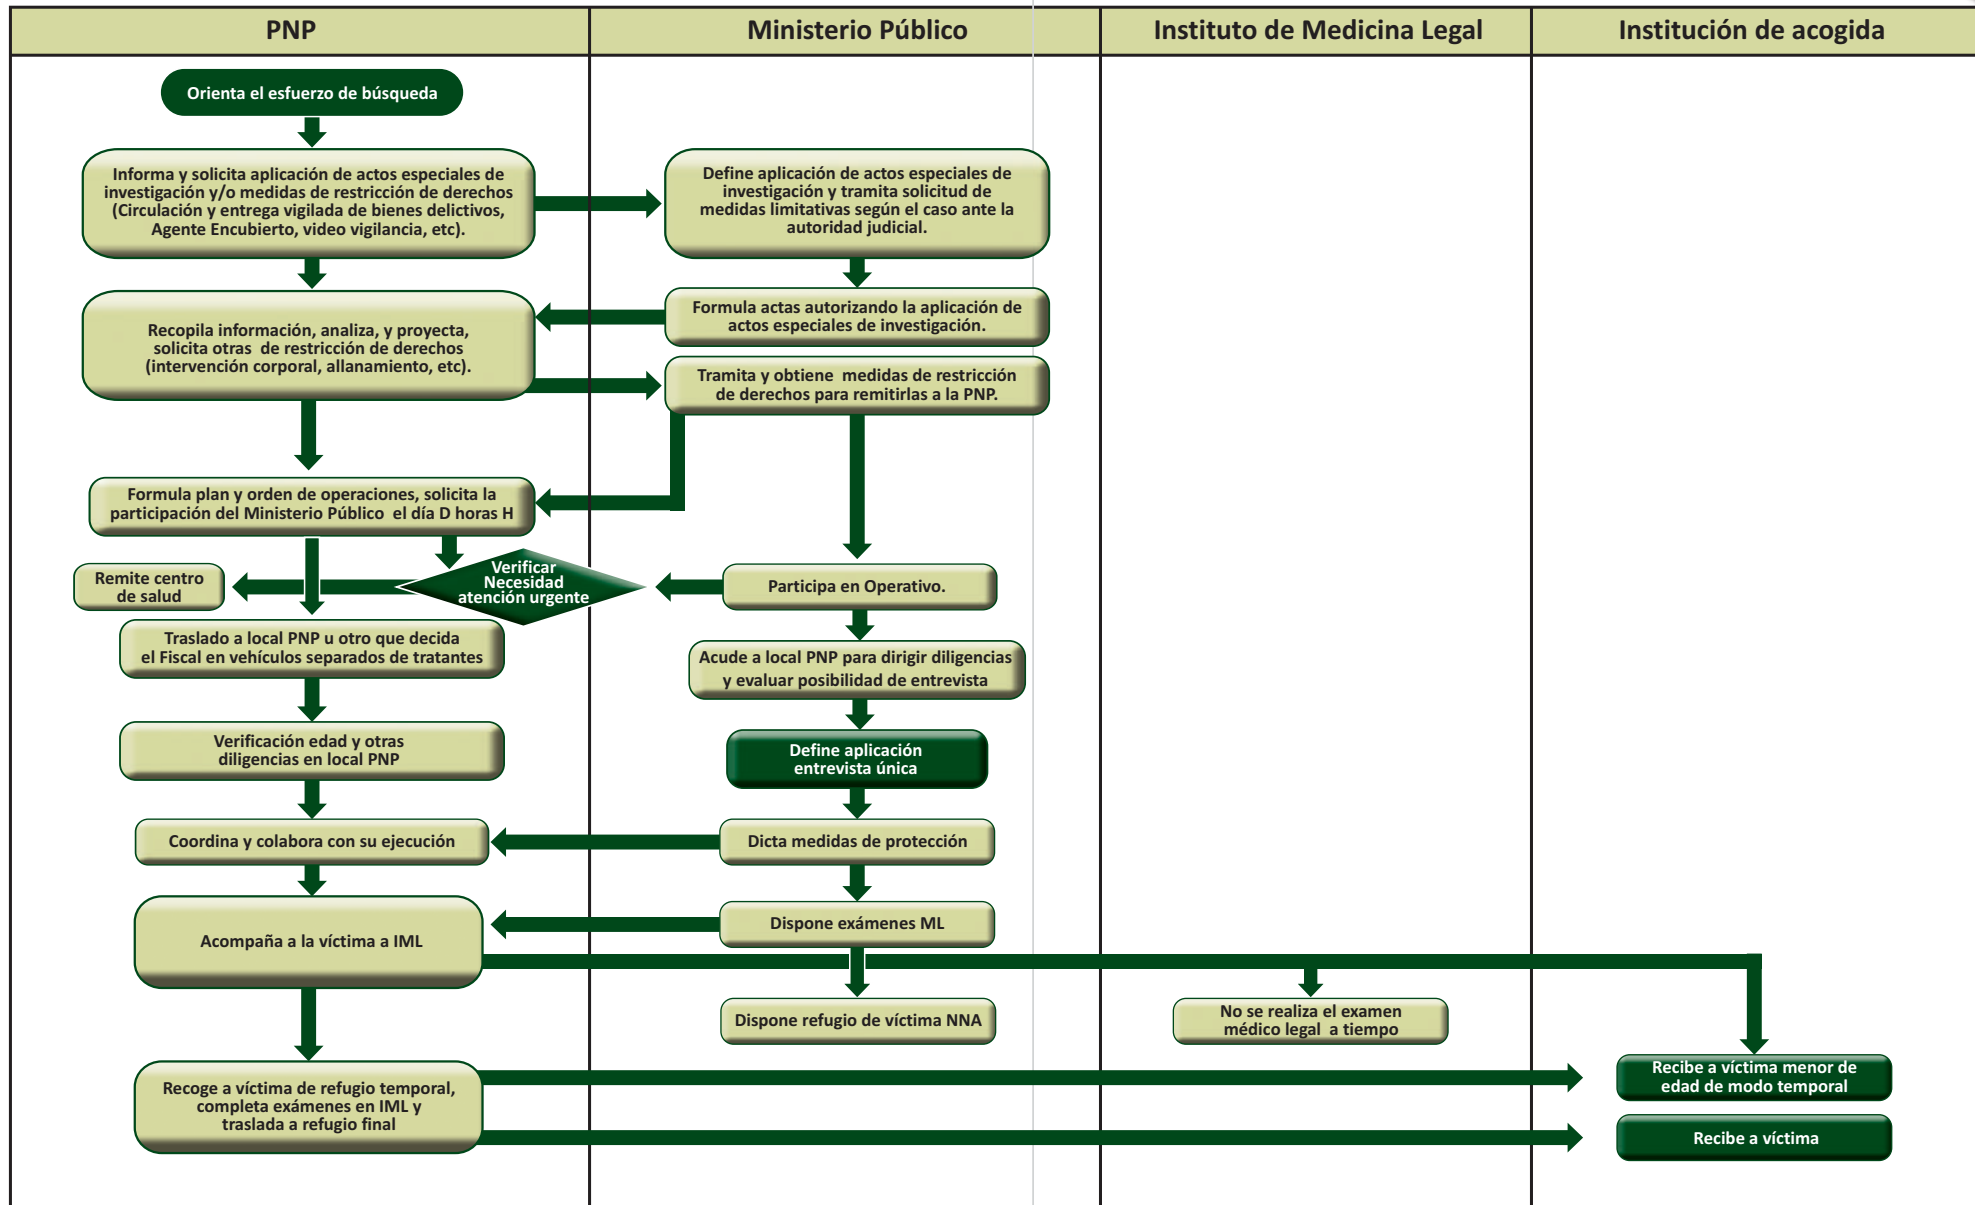 PNP
Ministerio Público
Instituto de Medicina Legal
Institución de acogida
Orienta el esfuerzo de búsqueda
Informa y solicita aplicación de actos especiales de
investigación y/o medidas de restricción de derechos
(Circulación y entrega vigilada de bienes delictivos,
Agente Encubierto, video vigilancia, etc).
Define aplicación de actos especiales de
investigación y tramita solicitud de
medidas limitativas según el caso ante la
autoridad judicial.
Formula actas autorizando la aplicación de
actos especiales de investigación.
Recopila información, analiza, y proyecta,
solicita otras de restricción de derechos
(intervención corporal, allanamiento, etc).
Tramita y obtiene medidas de restricción
de derechos para remitirlas a la PNP.
Formula plan y orden de operaciones, solicita la
participación del Ministerio Público el día D horas H
Remite centro
de salud
Verificar
Necesidad
atención urgente
Participa en Operativo.
Traslado a local PNP u otro que decida
el Fiscal en vehículos separados de tratantes
Acude a local PNP para dirigir diligencias
y evaluar posibilidad de entrevista
Verificación edad y otras
diligencias en local PNP
Define aplicación
entrevista única
Coordina y colabora con su ejecución
Dicta medidas de protección
Acompaña a la víctima a IML
Dispone exámenes ML
Dispone refugio de víctima NNA
No se realiza el examen
médico legal a tiempo
Recoge a víctima de refugio temporal,
completa exámenes en IML y
traslada a refugio final
Recibe a víctima menor de
edad de modo temporal
Recibe a víctima